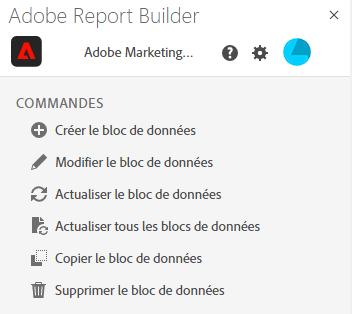 Adobe Report Builder
Adobe Marketing...
COMMANDES
Créer le bloc de données
Modifier le bloc de données
Actualiser le bloc de données
Actualiser tous les blocs de données
Copier le bloc de données
Supprimer le bloc de données